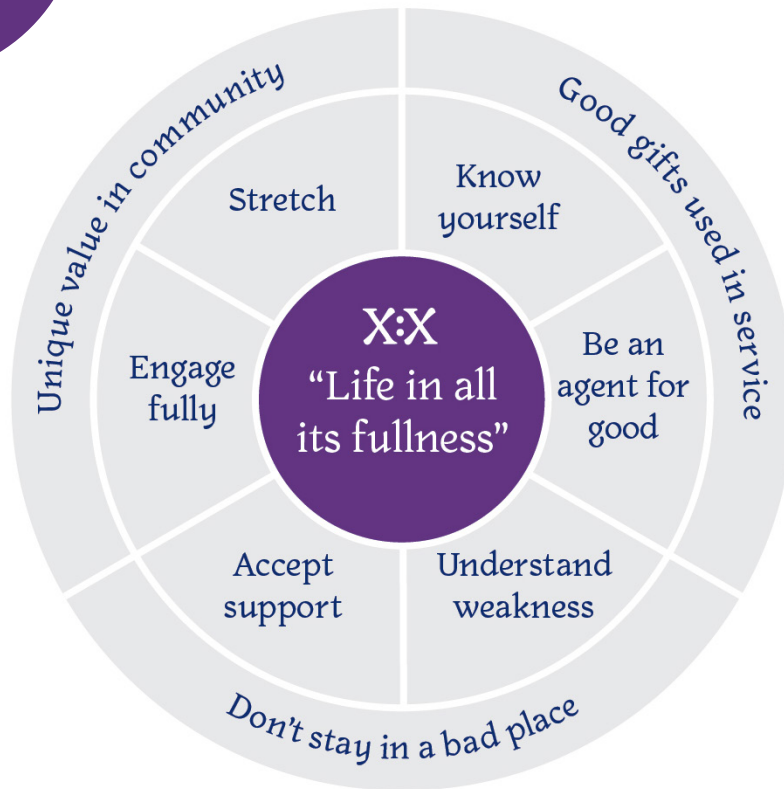 Unique value in community
Good gifts used in service
Stretch
Know
yourself
X:X
“Life in all
its fullness”
Engage
fully
Be an
agent for
good
Accept
support
Understand
weakness
Don't stay in a bad place